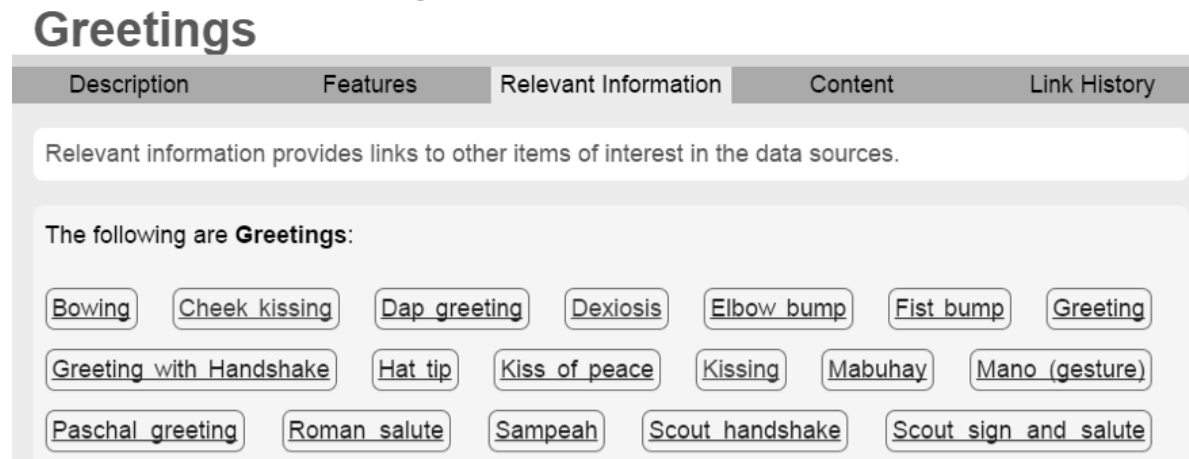 Greetings
Description Features Relevant Information Content Link History
Relevant information provides links to other items of interest in the data sources.
The following are Greetings:
Bowing Cheek kissing Dap greeting Dexiosis Elbow bump Fist bump Greeting
Greeting with Handshake Hat tip Kiss of peace Kissing Mabuhay Mano (gesture)
Paschal greeting Roman salute Sampeah Scout handshake Scout sign and salute